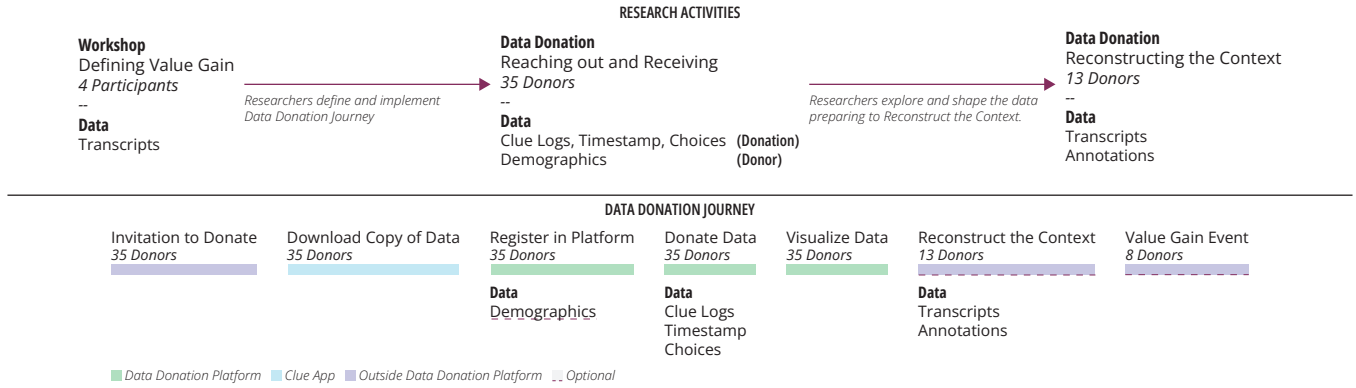 RESEARCH ACTIVITIES
Workshop
Defining Value Gain
4 Participants
--
Data
Transcripts
Researchers define and implement
Data Donation Journey
Data Donation
Reaching out and Receiving
35 Donors
--
Data
Clue Logs, Timestamp, Choices (Donation)
Demographics (Donor)
Researchers explore and shape the data
preparing to Reconstruct the Context.
Data Donation
Reconstructing the Context
13 Donors
--
Data
Transcripts
Annotations
DATA DONATION JOURNEY
Invitation to Donate
35 Donors
Download Copy of Data
35 Donors
Register in Platform
35 Donors
Data
Demographics
Donate Data
35 Donors
Data
Clue Logs
Timestamp
Choices
Visualize Data
35 Donors
Reconstruct the Context
13 Donors
Data
Transcripts
Annotations
Value Gain Event
8 Donors
Data Donation Platform Clue App Outside Data Donation Platform Optional